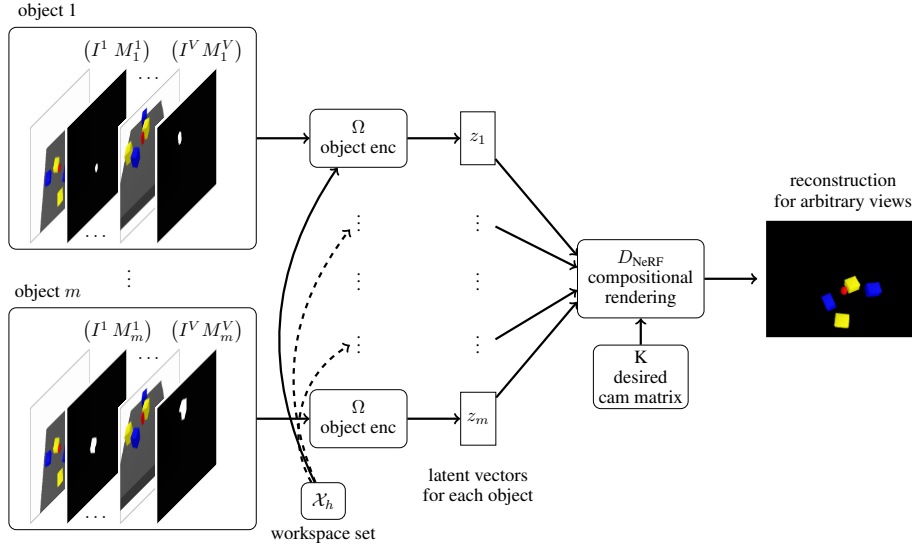 object 1
(I¹ M₁¹) (Iⱽ M₁ⱽ)
...
...
⋮
object m
(I¹ M¹ₘ) (Iⱽ Mⱽₘ)
...
...
Ω
object enc
z₁
⋮ ⋮
⋮ ⋮
⋮ ⋮
Ω
object enc
zₘ
𝒳ₕ
workspace set
latent vectors
for each object
D_NeRF
compositional
rendering
K
desired
cam matrix
reconstruction
for arbitrary views